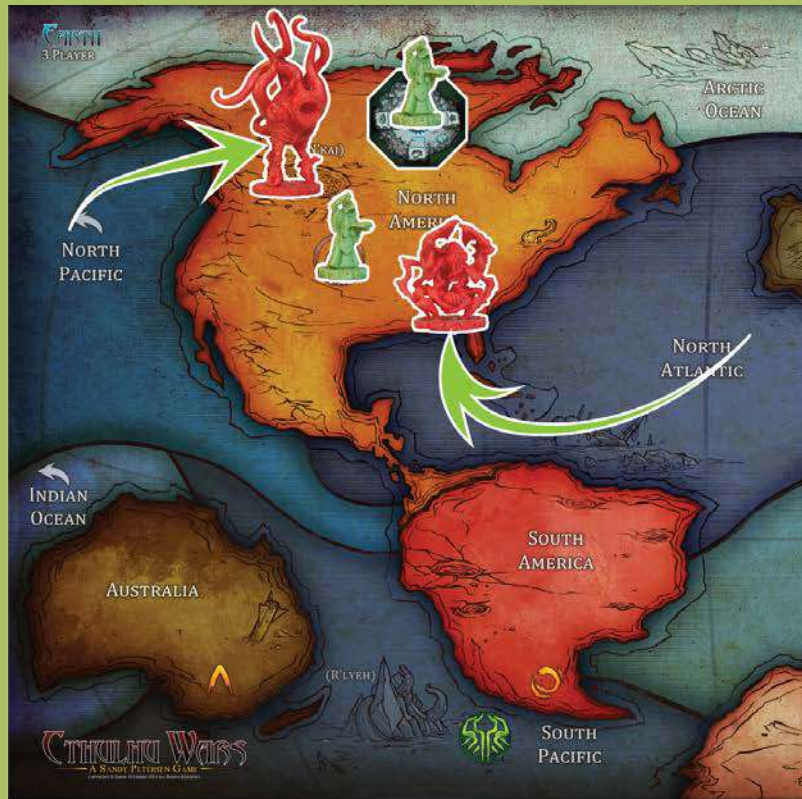 EARTH
3 PLAYER
ARCTIC
OCEAN
NORTH
NORTH
PACIFIC
NORTH
ATLANTIC
INDIAN
OCEAN
SOUTH
AMERICA
AUSTRALIA
(R'LYEH)
SOUTH
PACIFIC
CTHULHU WARS
A SANDY PETERSEN GAME